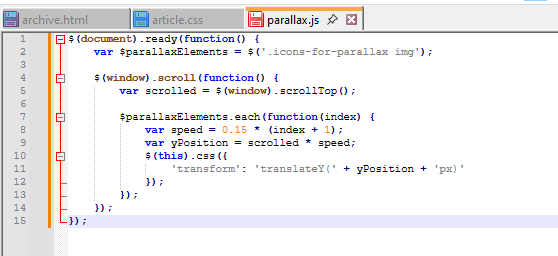 archive.html article.css parallax.js
1 $(document).ready(function() {
2     var $parallaxElements = $('.icons-for-parallax img');
3
4     $(window).scroll(function() {
5         var scrolled = $(window).scrollTop();
6
7         $parallaxElements.each(function(index) {
8             var speed = 0.15 * (index + 1);
9             var yPosition = scrolled * speed;
10             $(this).css({
11                 'transform': 'translateY(' + yPosition + 'px)'
12             });
13         });
14     });
15 });